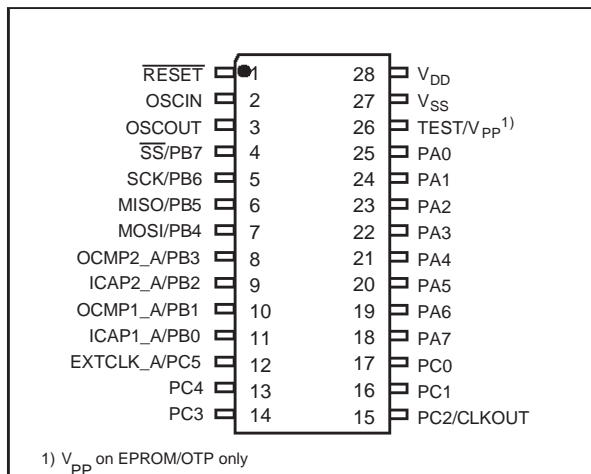 RESET 1 28 VDD
OSCIN 2 27 VSS
OSCOUT 3 26 TEST/VPP1)
SS/PB7 4 25 PA0
SCK/PB6 5 24 PA1
MISO/PB5 6 23 PA2
MOSI/PB4 7 22 PA3
OCMP2_A/PB3 8 21 PA4
ICAP2_A/PB2 9 20 PA5
OCMP1_A/PB1 10 19 PA6
ICAP1_A/PB0 11 18 PA7
EXTCLK_A/PC5 12 17 PC0
PC4 13 16 PC1
PC3 14 15 PC2/CLKOUT
1) VPP on EPROM/OTP only